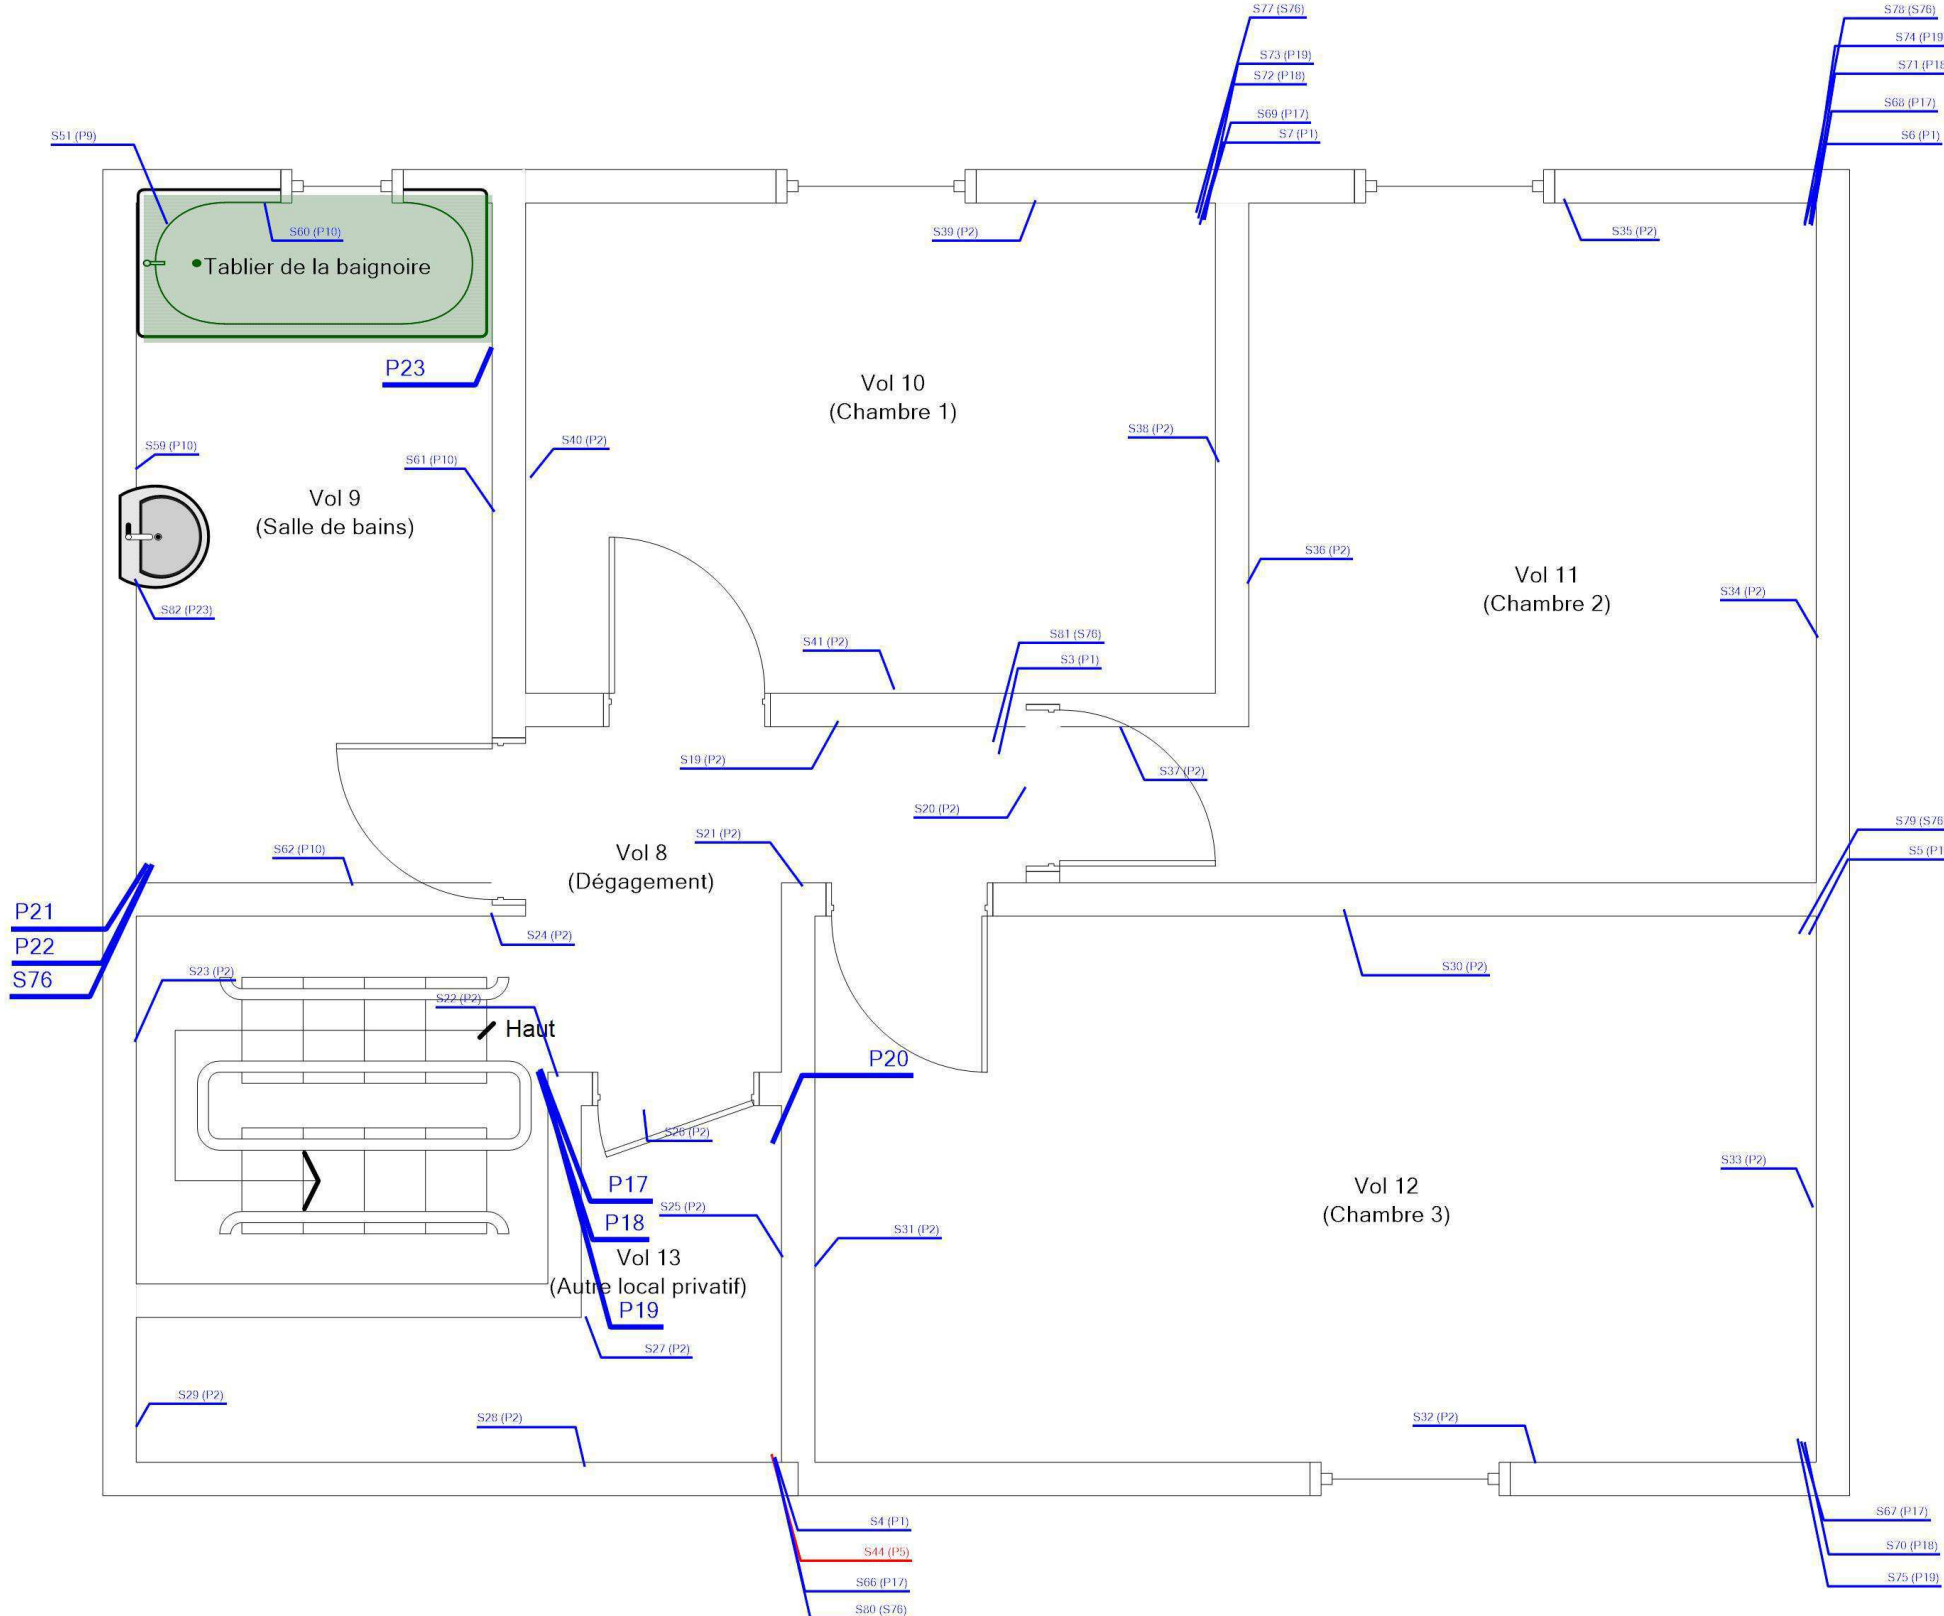 S77 (S76)
S78 (S76)
S74 (P19
S73 (P19)
S72 (P18)
S71 (P18
S68 (P17)
S69 (P17)
S7 (P1)
S6 (P1)
S51 (P9)
S60 (P10)
S39 (P2)
S35 (P2)
Tablier de la baignoire
P23
Vol 10
(Chambre 1)
S40 (P2)
S38 (P2)
S59 (P10)
S61 (P10)
Vol 9
(Salle de bains)
S36 (P2)
Vol 11
(Chambre 2)
S34 (P2)
S82 (P23)
S41 (P2)
S81 (S76)
S3 (P1)
S19 (P2)
S37 (P2)
S20 (P2)
S21 (P2)
S79 (S76
S5 (P1
S62 (P10)
Vol 8
(Dégagement)
P21
P22
S76
S24 (P2)
S23 (P2)
S30 (P2)
S22 (P2)
Haut
P20
S26 (P2)
S33 (P2)
P17
S25 (P2)
Vol 12
(Chambre 3)
P18
S31 (P2)
Vol 13
(Autre local privatif)
P19
S27 (P2)
S29 (P2)
S28 (P2)
S32 (P2)
S4 (P1)
S67 (P17)
S44 (P5)
S70 (P18)
S66 (P17)
S75 (P19)
S80 (S76)